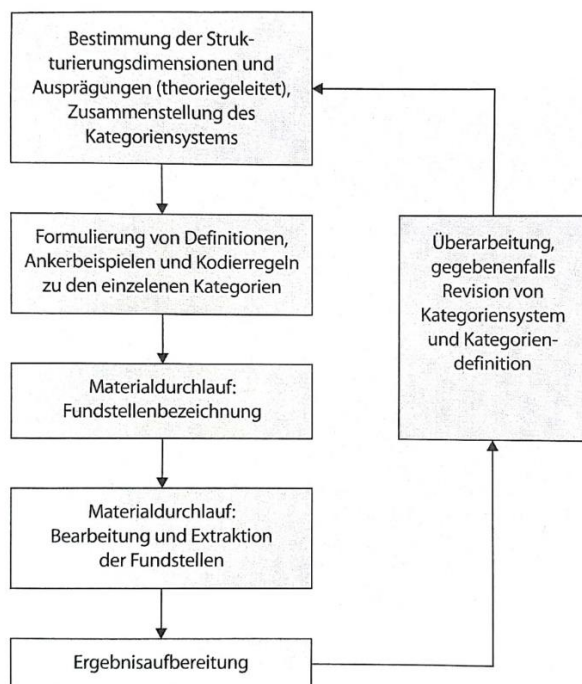 Bestimmung der Struk-
turierungsdimensionen und
Ausprägungen (theoriegeleitet),
Zusammenstellung des
Kategoriensystems
Formulierung von Definitionen,
Ankerbeispielen und Kodierregeln
zu den einzelenen Kategorien
Materialdurchlauf:
Fundstellenbezeichnung
Materialdurchlauf:
Bearbeitung und Extraktion
der Fundstellen
Ergebnisaufbereitung
Überarbeitung,
gegebenenfalls
Revision von
Kategoriensystem
und Kategorien-
definition